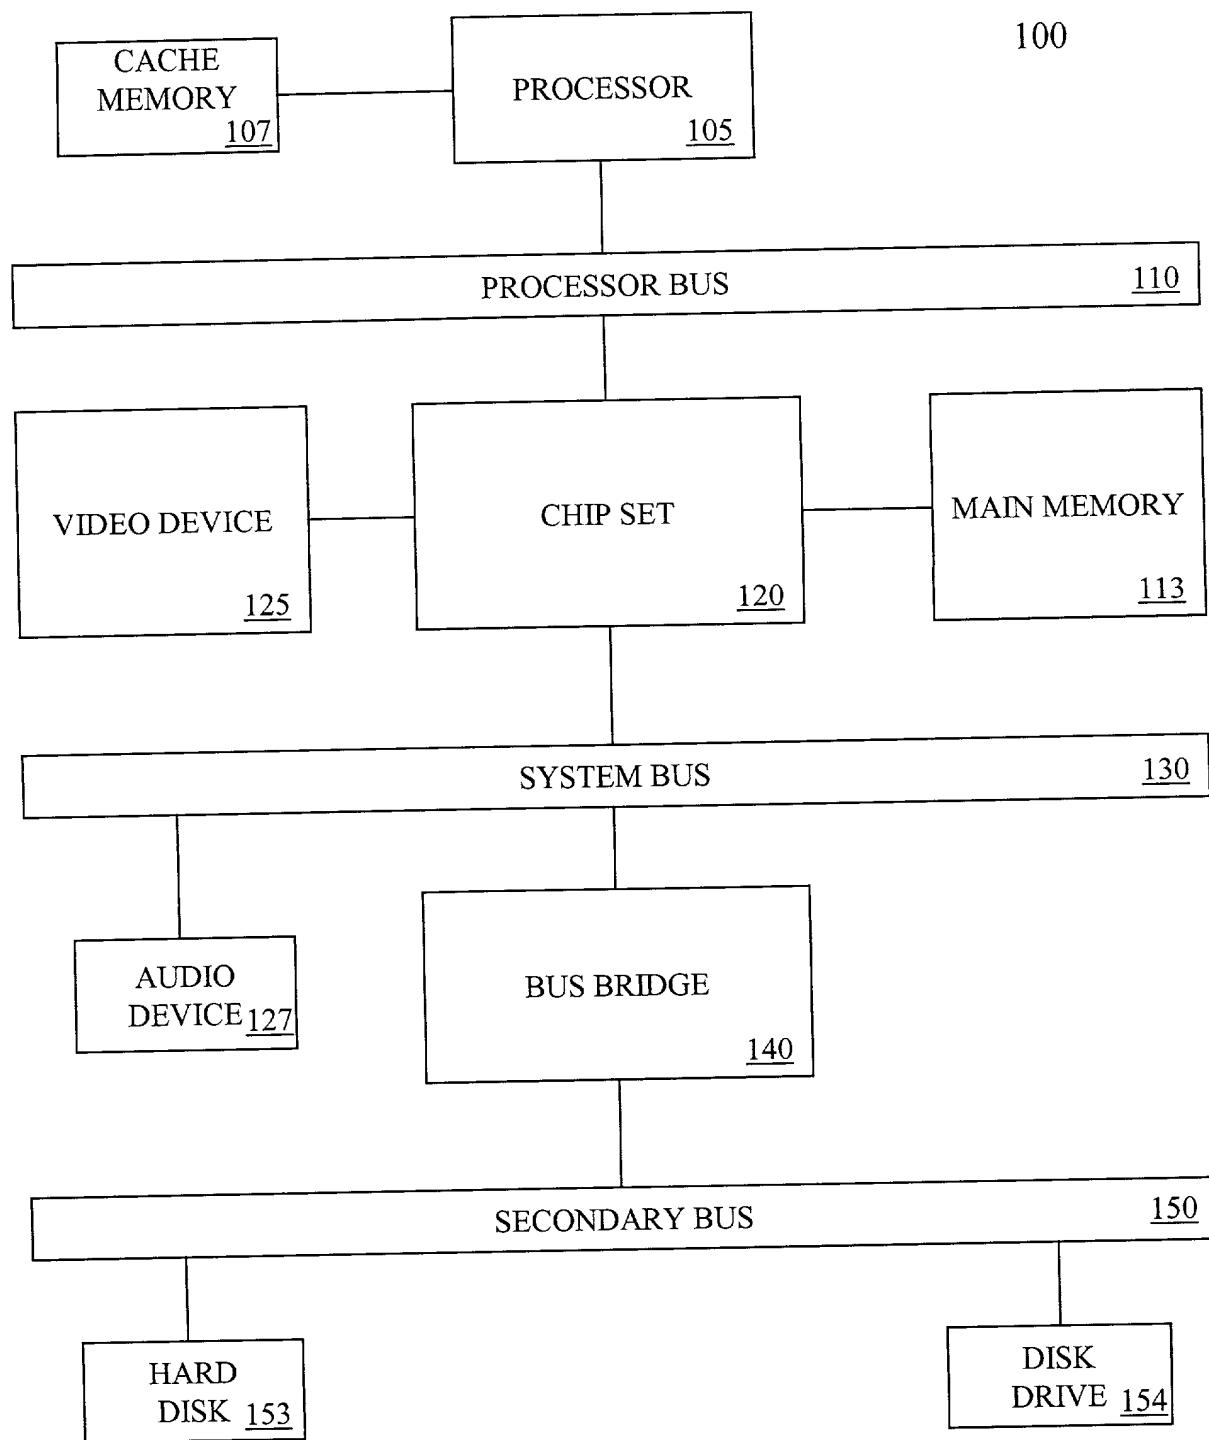 100
CACHE
MEMORY
107
PROCESSOR
105
PROCESSOR BUS 110
VIDEO DEVICE
125
CHIP SET
120
MAIN MEMORY
113
SYSTEM BUS 130
AUDIO
DEVICE 127
BUS BRIDGE
140
SECONDARY BUS 150
HARD
DISK 153
DISK
DRIVE 154